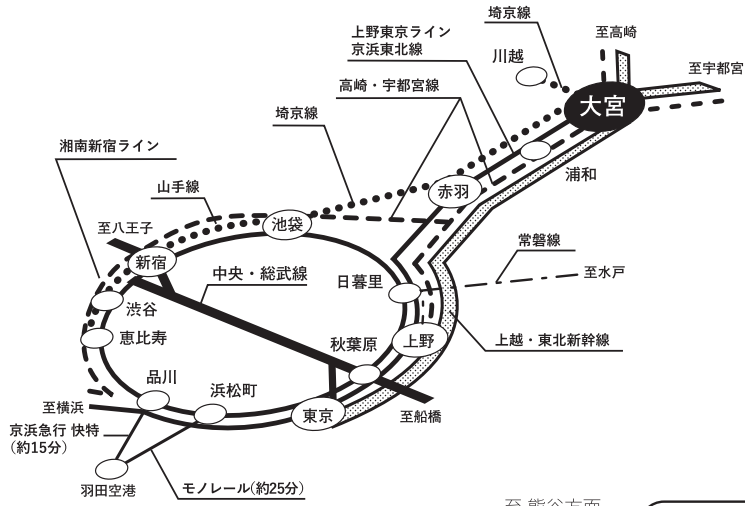 埼京線
至高崎
上野東京ライン
京浜東北線
川越
至宇都宮
高崎・宇都宮線
大宮
埼京線
湘南新宿ライン
浦和
山手線
赤羽
至八王子
池袋
常磐線
新宿
中央・総武線
日暮里
至水戸
渋谷
恵比寿
秋葉原
上野
上越・東北新幹線
品川
浜松町
至横浜
東京
至船橋
京浜急行 快特
(約15分)
羽田空港
モノレール(約25分)
至 熊谷方面